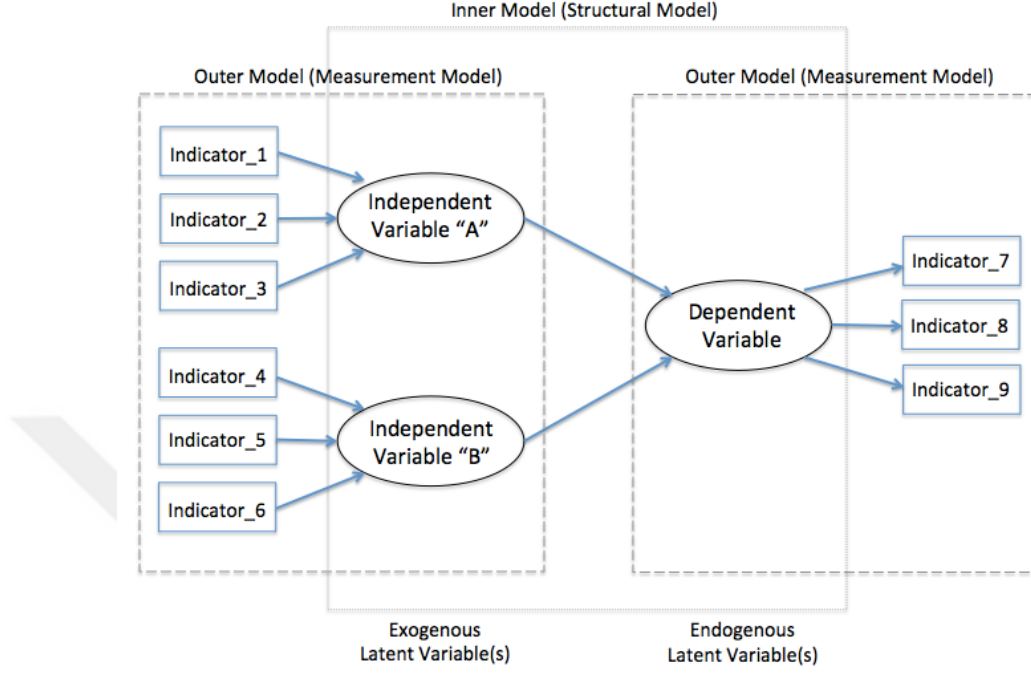 Inner Model (Structural Model)
Outer Model (Measurement Model)
Outer Model (Measurement Model)
Indicator_1
Indicator_2
Indicator_3
Independent
Variable “A”
Indicator_4
Indicator_5
Indicator_6
Independent
Variable “B”
Dependent
Variable
Indicator_7
Indicator_8
Indicator_9
Exogenous
Latent Variable(s)
Endogenous
Latent Variable(s)